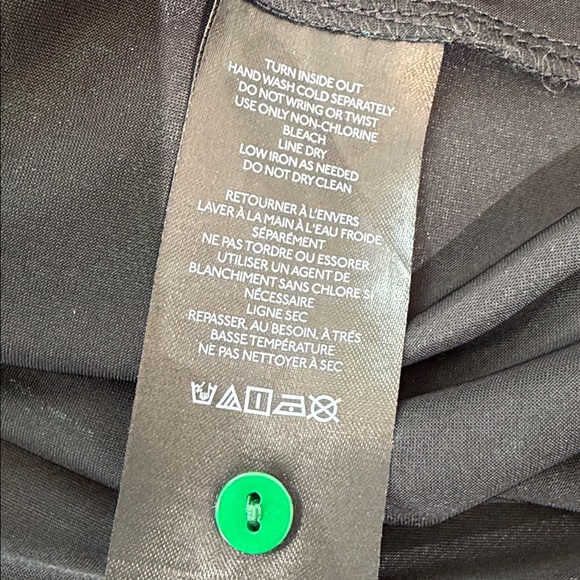 TURN INSIDE OUT
HAND WASH COLD SEPARATELY
DO NOT WRING OR TWIST
USE ONLY NON-CHLORINE
BLEACH
LINE DRY
LOW IRON AS NEEDED
DO NOT DRY CLEAN
RETOURNER À L'ENVERS
LAVER À LA MAIN À L'EAU FROIDE
SÉPARÉMENT
NE PAS TORDRE OU ESSORER
UTILISER UN AGENT DE
BLANCHIMENT SANS CHLORE SI
NÉCESSAIRE
LIGNE SEC
REPASSER, AU BESOIN, À TRÉS
BASSE TEMPÉRATURE
NE PAS NETTOYER À SEC